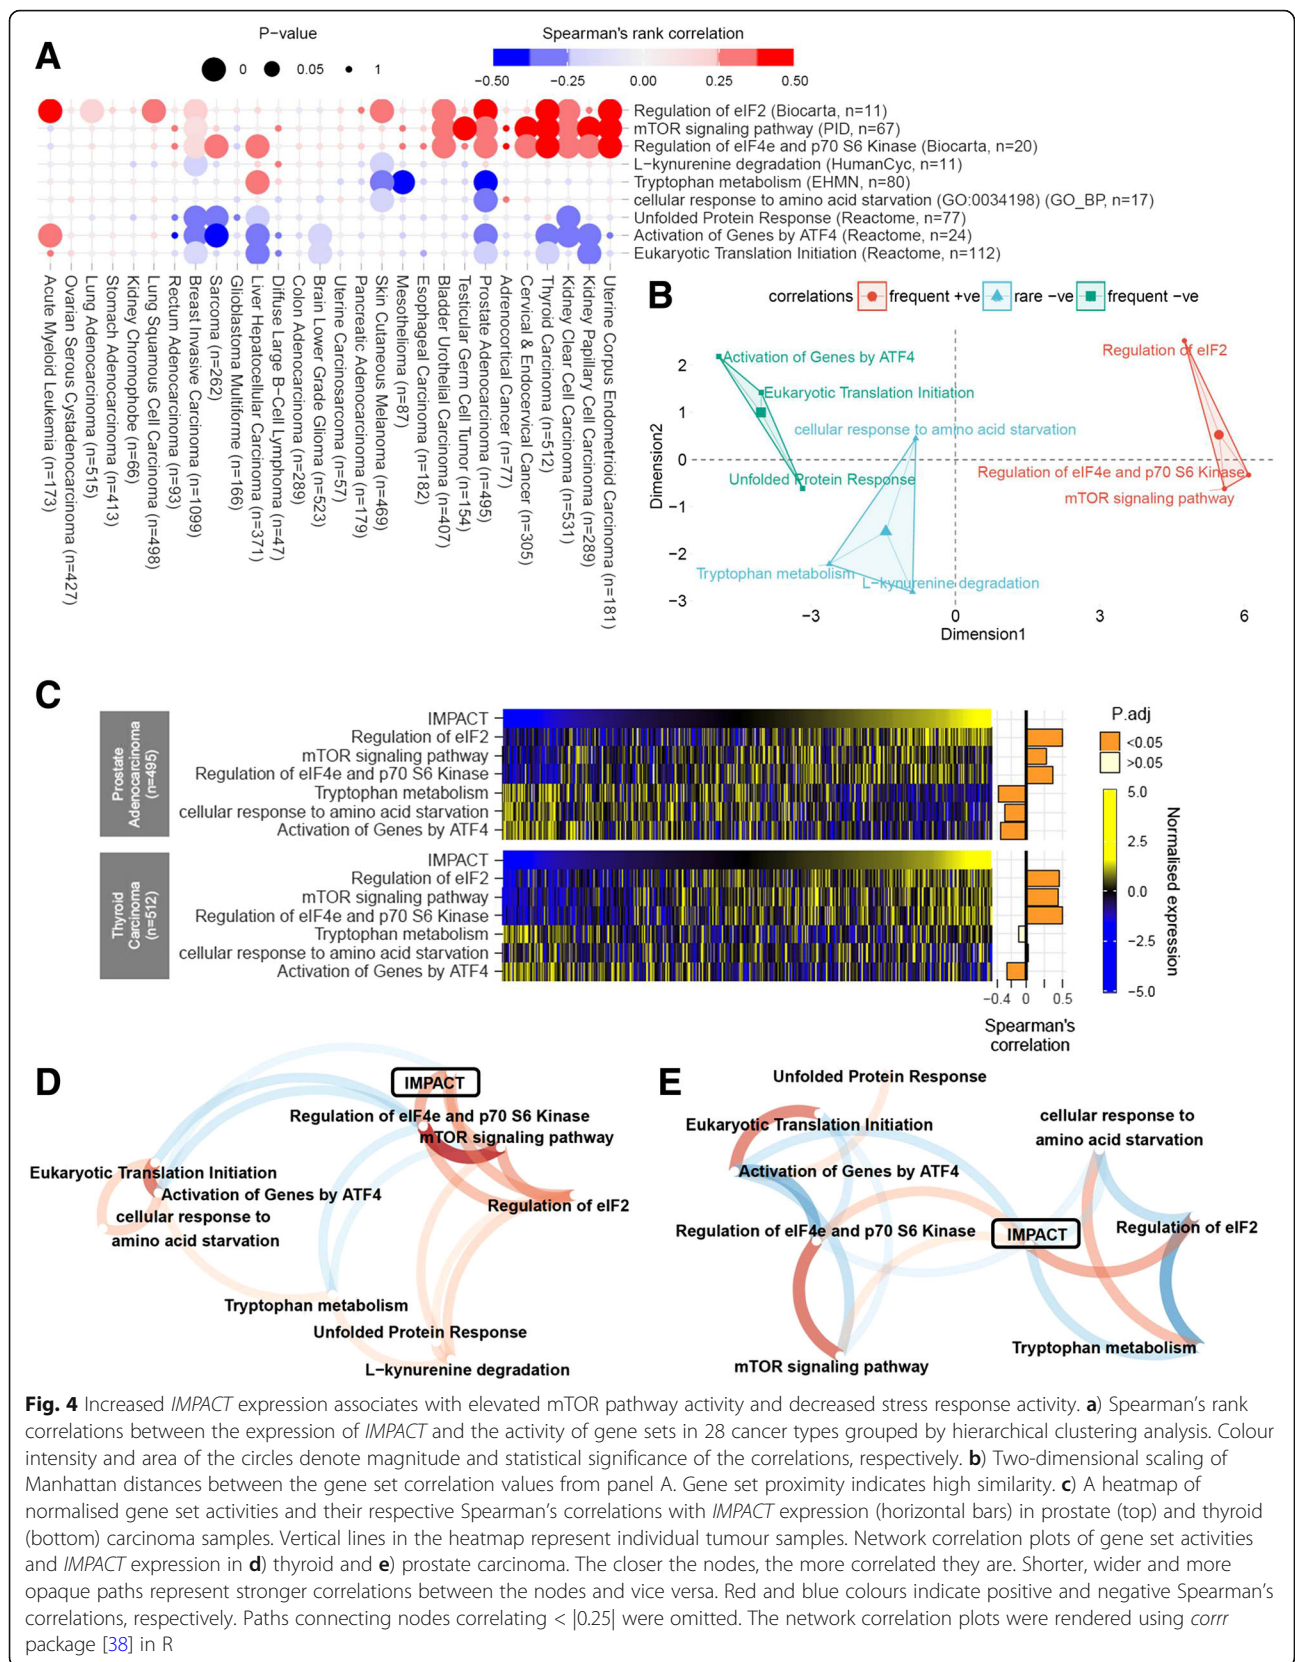 A
P-value
0 0.05 1
Spearman's rank correlation
−0.50 −0.25 0.00 0.25 0.50
Regulation of eIF2 (Biocarta, n=11)
mTOR signaling pathway (PID, n=67)
Regulation of eIF4e and p70 S6 Kinase (Biocarta, n=20)
L−kynurenine degradation (HumanCyc, n=11)
Tryptophan metabolism (EHMN, n=80)
cellular response to amino acid starvation (GO:0034198) (GO_BP, n=17)
Unfolded Protein Response (Reactome, n=77)
Activation of Genes by ATF4 (Reactome, n=24)
Eukaryotic Translation Initiation (Reactome, n=112)
Acute Myeloid Leukemia (n=173)
Ovarian Serous Cystadenocarcinoma (n=427)
Lung Adenocarcinoma (n=515)
Stomach Adenocarcinoma (n=413)
Kidney Chromophobe (n=66)
Lung Squamous Cell Carcinoma (n=498)
Rectum Adenocarcinoma (n=93)
Breast Invasive Carcinoma (n=1099)
Sarcoma (n=262)
Glioblastoma Multiforme (n=166)
Liver Hepatocellular Carcinoma (n=371)
Diffuse Large B−Cell Lymphoma (n=47)
Colon Adenocarcinoma (n=289)
Brain Lower Grade Glioma (n=523)
Uterine Carcinosarcoma (n=57)
Pancreatic Adenocarcinoma (n=179)
Skin Cutaneous Melanoma (n=469)
Mesothelioma (n=87)
Esophageal Carcinoma (n=182)
Bladder Urothelial Carcinoma (n=407)
Testicular Germ Cell Tumor (n=154)
Prostate Adenocarcinoma (n=495)
Adrenocortical Cancer (n=77)
Cervical & Endocervical Cancer (n=305)
Thyroid Carcinoma (n=512)
Kidney Clear Cell Carcinoma (n=531)
Kidney Papillary Cell Carcinoma (n=289)
Uterine Corpus Endometrioid Carcinoma (n=181)
B
correlations frequent +ve rare −ve frequent −ve
Activation of Genes by ATF4
Regulation of eIF2
Eukaryotic Translation Initiation
cellular response to amino acid starvation
Regulation of eIF4e and p70 S6 Kinase
Unfolded Protein Response
mTOR signaling pathway
Tryptophan metabolism
L−kynurenine degradation
2
1
0
−1
−2
−3
Dimension2
−3 0 3 6
Dimension1
C
Prostate
Adenocarcinoma
(n=495)
IMPACT
Regulation of eIF2
mTOR signaling pathway
Regulation of eIF4e and p70 S6 Kinase
Tryptophan metabolism
cellular response to amino acid starvation
Activation of Genes by ATF4
Thyroid
Carcinoma
(n=512)
IMPACT
Regulation of eIF2
mTOR signaling pathway
Regulation of eIF4e and p70 S6 Kinase
Tryptophan metabolism
cellular response to amino acid starvation
Activation of Genes by ATF4
−0.4 0 0.5
Spearman's
correlation
P.adj
<0.05
>0.05
5.0
2.5
0.0
−2.5
−5.0
Normalised expression
D
IMPACT
Regulation of eIF4e and p70 S6 Kinase
mTOR signaling pathway
Eukaryotic Translation Initiation
Activation of Genes by ATF4
Regulation of eIF2
cellular response to
amino acid starvation
Tryptophan metabolism
Unfolded Protein Response
L−kynurenine degradation
E
Unfolded Protein Response
Eukaryotic Translation Initiation
cellular response to
amino acid starvation
Activation of Genes by ATF4
Regulation of eIF4e and p70 S6 Kinase
IMPACT
Regulation of eIF2
Tryptophan metabolism
mTOR signaling pathway
Fig. 4 Increased IMPACT expression associates with elevated mTOR pathway activity and decreased stress response activity. a) Spearman's rank
correlations between the expression of IMPACT and the activity of gene sets in 28 cancer types grouped by hierarchical clustering analysis. Colour
intensity and area of the circles denote magnitude and statistical significance of the correlations, respectively. b) Two-dimensional scaling of
Manhattan distances between the gene set correlation values from panel A. Gene set proximity indicates high similarity. c) A heatmap of
normalised gene set activities and their respective Spearman's correlations with IMPACT expression (horizontal bars) in prostate (top) and thyroid
(bottom) carcinoma samples. Vertical lines in the heatmap represent individual tumour samples. Network correlation plots of gene set activities
and IMPACT expression in d) thyroid and e) prostate carcinoma. The closer the nodes, the more correlated they are. Shorter, wider and more
opaque paths represent stronger correlations between the nodes and vice versa. Red and blue colours indicate positive and negative Spearman's
correlations, respectively. Paths connecting nodes correlating < |0.25| were omitted. The network correlation plots were rendered using corrr
package [38] in R